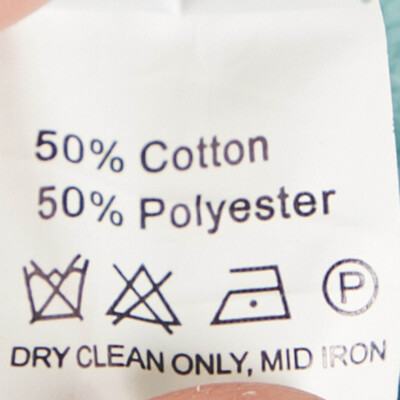 50% Cotton
50% Polyester
P
DRY CLEAN ONLY, MID IRON